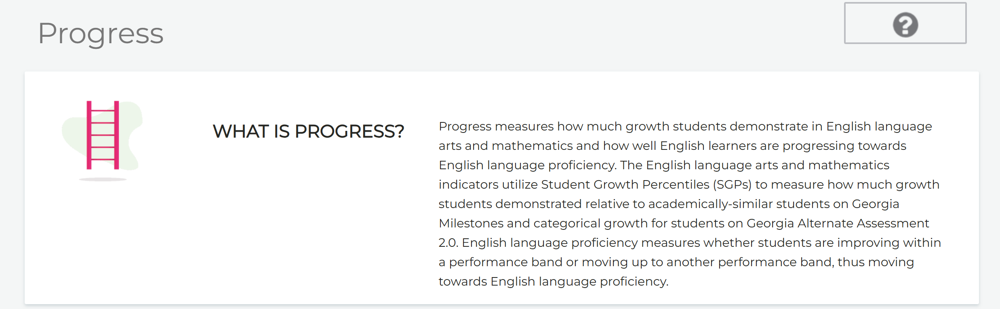 Progress
?
WHAT IS PROGRESS?
Progress measures how much growth students demonstrate in English language
arts and mathematics and how well English learners are progressing towards
English language proficiency. The English language arts and mathematics
indicators utilize Student Growth Percentiles (SGPs) to measure how much growth
students demonstrated relative to academically-similar students on Georgia
Milestones and categorical growth for students on Georgia Alternate Assessment
2.0. English language proficiency measures whether students are improving within
a performance band or moving up to another performance band, thus moving
towards English language proficiency.